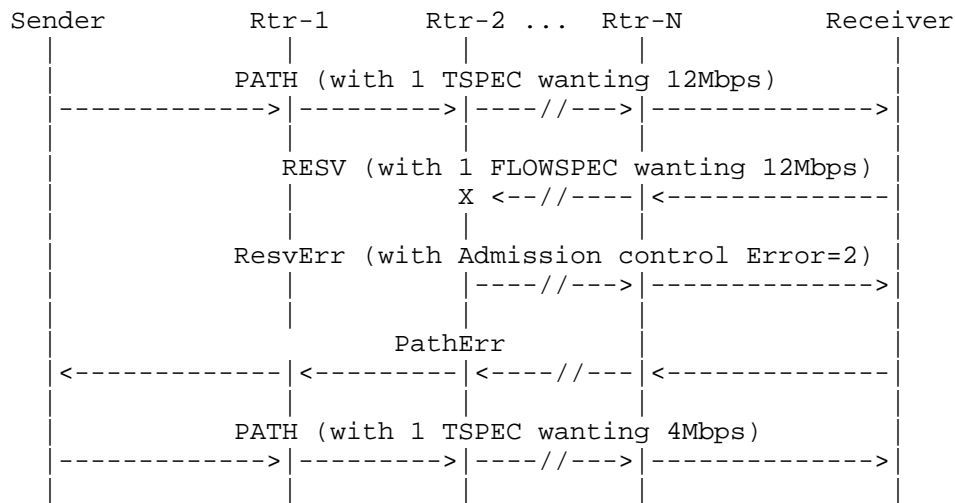 Sender Rtr-1 Rtr-2 ... Rtr-N Receiver
PATH (with 1 TSPEC wanting 12Mbps)
RESV (with 1 FLOWSPEC wanting 12Mbps)
X
ResvErr (with Admission control Error=2)
PathErr
PATH (with 1 TSPEC wanting 4Mbps)